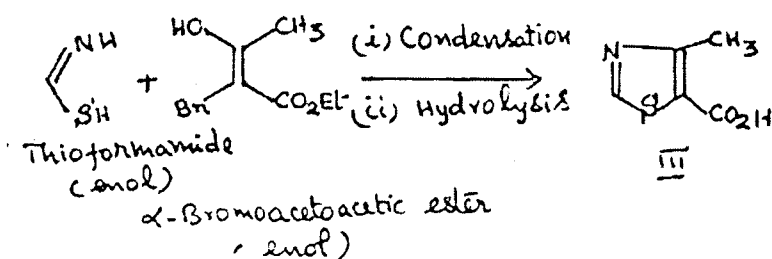 NH
HO
CH3
(i) Condensation
N
CH3
+
SH
Br
CO2Et
(ii) Hydrolysis
S
CO2H
Thioformamide
(enol)
III
α-Bromoacetoacetic ester
(enol)